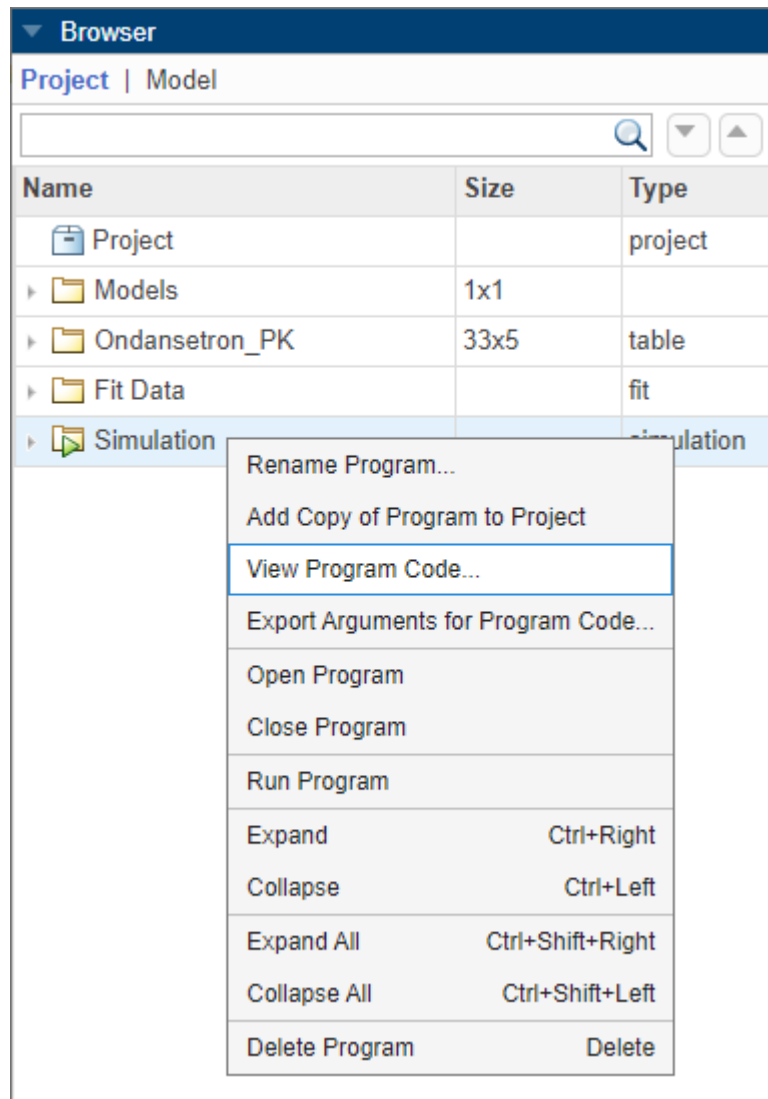 Browser
Project | Model
Name Size Type
Project project
Models 1x1
Ondansetron_PK 33x5 table
Fit Data fit
Simulation simulation
Rename Program...
Add Copy of Program to Project
View Program Code...
Export Arguments for Program Code...
Open Program
Close Program
Run Program
Expand Ctrl+Right
Collapse Ctrl+Left
Expand All Ctrl+Shift+Right
Collapse All Ctrl+Shift+Left
Delete Program Delete